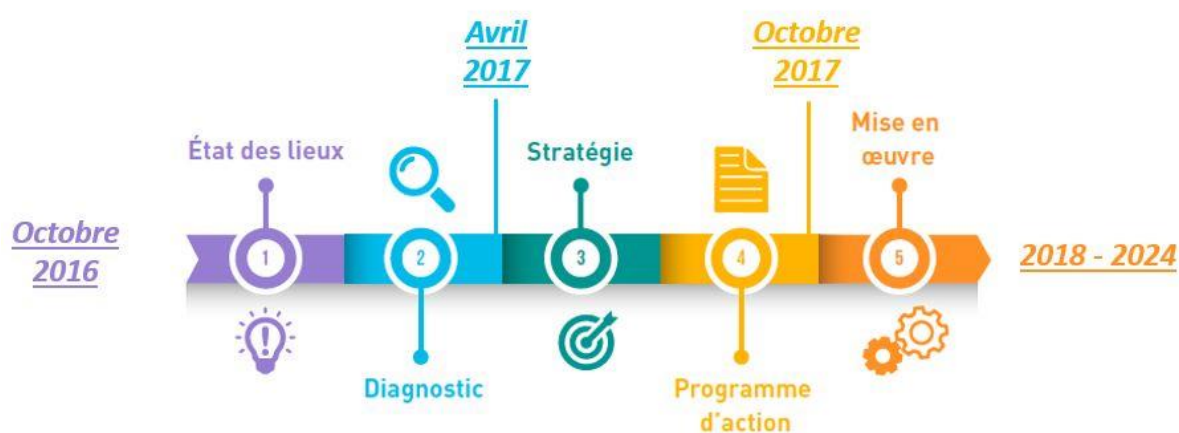 Avril
2017
Octobre
2017
État des lieux
Stratégie
Mise en
œuvre
Octobre
2016
1
2
3
4
5
2018 - 2024
Diagnostic
Programme
d'action